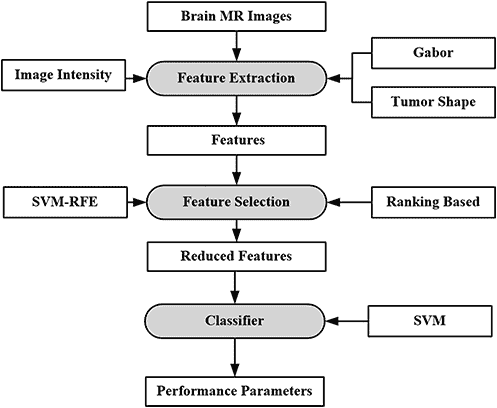 Brain MR Images
Gabor
Image Intensity
Feature Extraction
Tumor Shape
Features
SVM-RFE
Feature Selection
Ranking Based
Reduced Features
Classifier
SVM
Performance Parameters